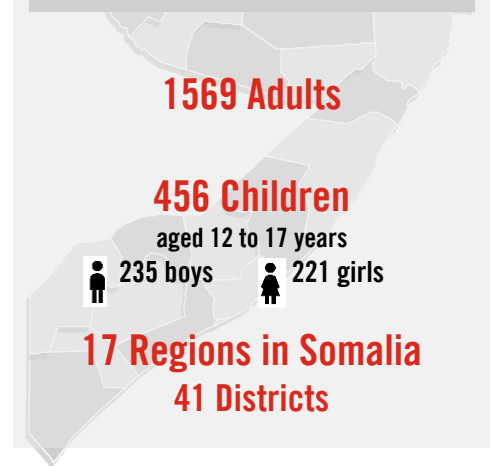 1569 Adults
456 Children
aged 12 to 17 years
235 boys
221 girls
17 Regions in Somalia
41 Districts